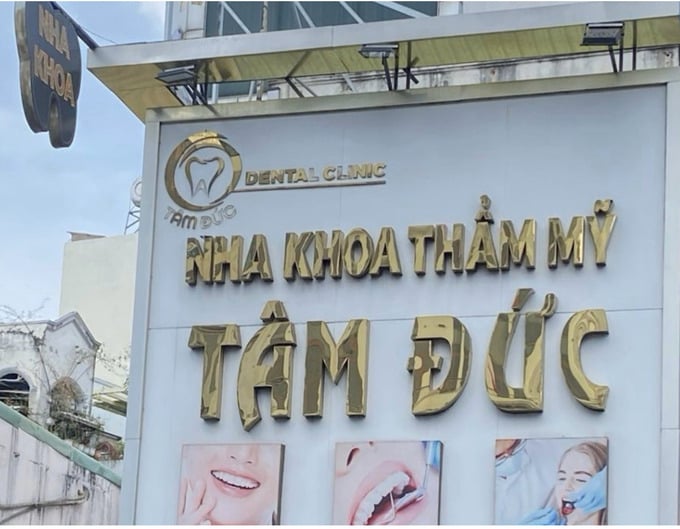 NHA
KHOA
DENTAL CLINIC
TÂM ĐỨC
NHA KHOA THẨM MỸ
TÂM ĐỨC